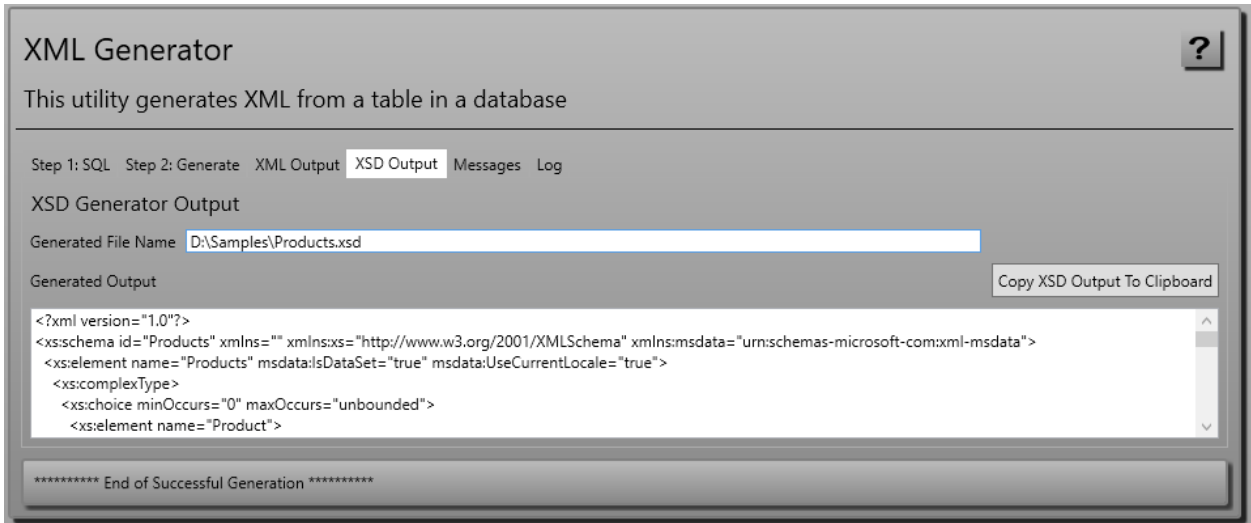 XML Generator
?
This utility generates XML from a table in a database
Step 1: SQL Step 2: Generate XML Output XSD Output Messages Log
XSD Generator Output
Generated File Name D:\Samples\Products.xsd
Generated Output Copy XSD Output To Clipboard
<?xml version="1.0"?>
<xs:schema id="Products" xmlns="" xmlns:xs="http://www.w3.org/2001/XMLSchema" xmlns:msdata="urn:schemas-microsoft-com:xml-msdata">
<xs:element name="Products" msdata:IsDataSet="true" msdata:UseCurrentLocale="true">
<xs:complexType>
<xs:choice minOccurs="0" maxOccurs="unbounded">
<xs:element name="Product">
********** End of Successful Generation **********